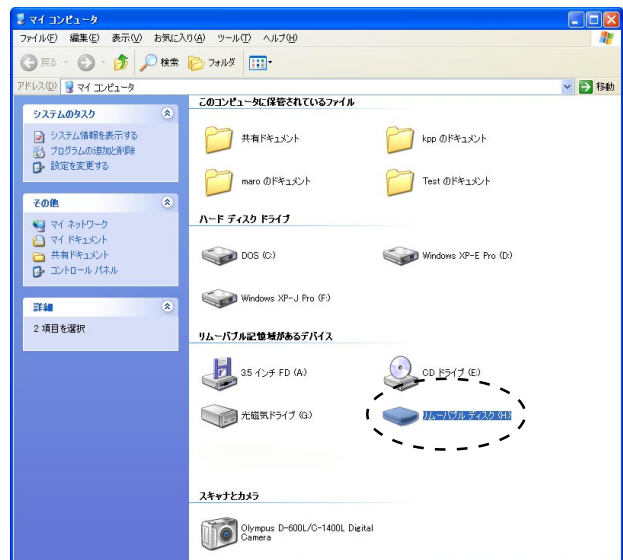 マイ コンピュータ
ファイル(F) 編集(E) 表示(V) お気に入り(A) ツール(T) ヘルプ(H)
戻る 検索 フォルダ
アドレス(D) マイ コンピュータ 移動
システムのタスク
システム情報を表示する
プログラムの追加と削除
設定を変更する
その他
マイ ネットワーク
マイ ドキュメント
共有ドキュメント
コントロール パネル
詳細
2 項目を選択
このコンピュータに保管されているファイル
共有ドキュメント kpp のドキュメント
maro のドキュメント Test のドキュメント
ハード ディスク ドライブ
DOS (C:) Windows XP-E Pro (D:)
Windows XP-J Pro (F:)
リムーバブル記憶域があるデバイス
3.5 インチ FD (A:) CD ドライブ (E:)
光磁気ドライブ (G:) リムーバブル ディスク (H:)
スキャナとカメラ
Olympus D-600L/C-1400L Digital
Camera